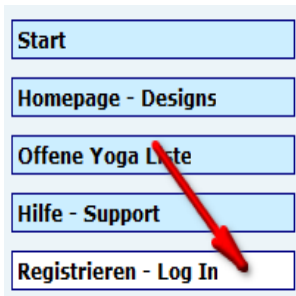 Start
Homepage - Designs
Offene Yoga Liste
Hilfe - Support
Registrieren - Log In